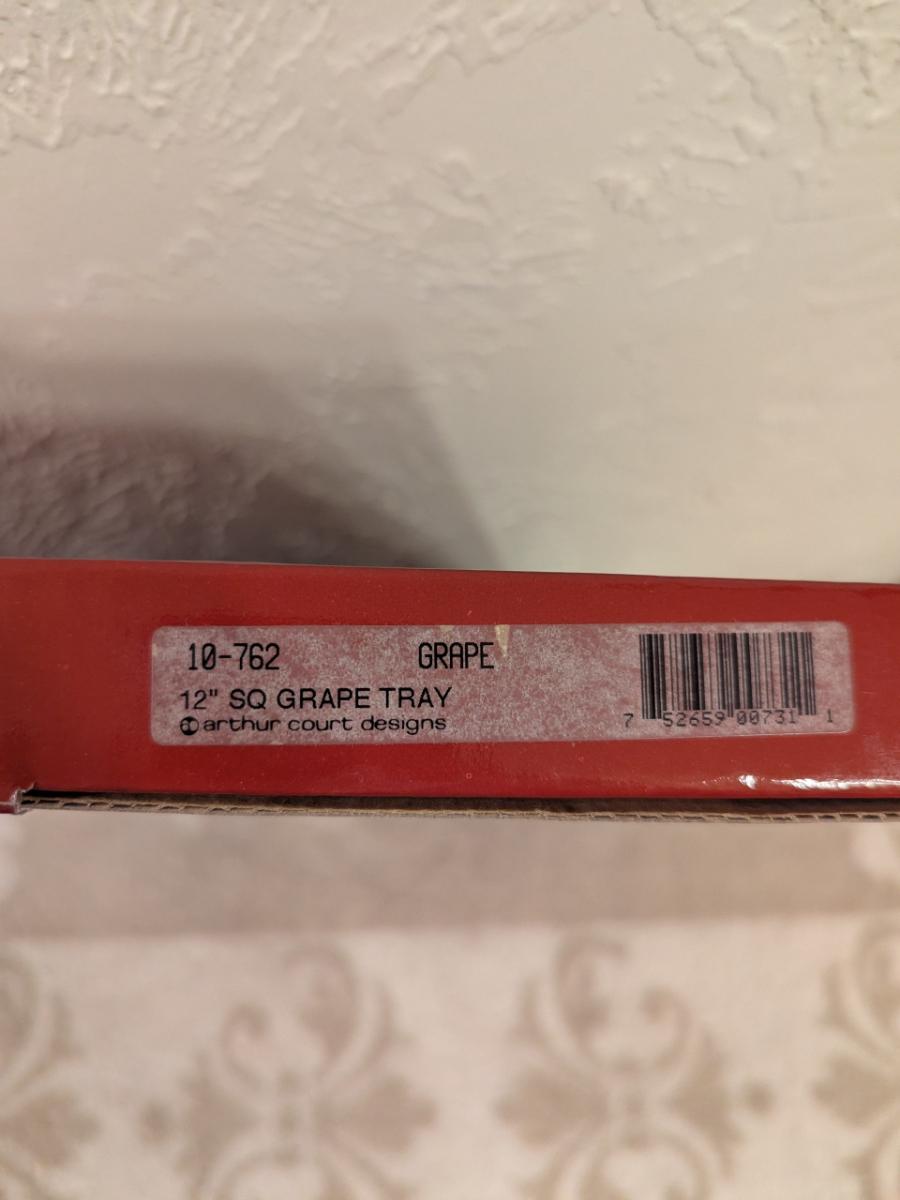 10-762 GRAPE
12" SQ GRAPE TRAY
arthur court designs
7 52659 00731 1